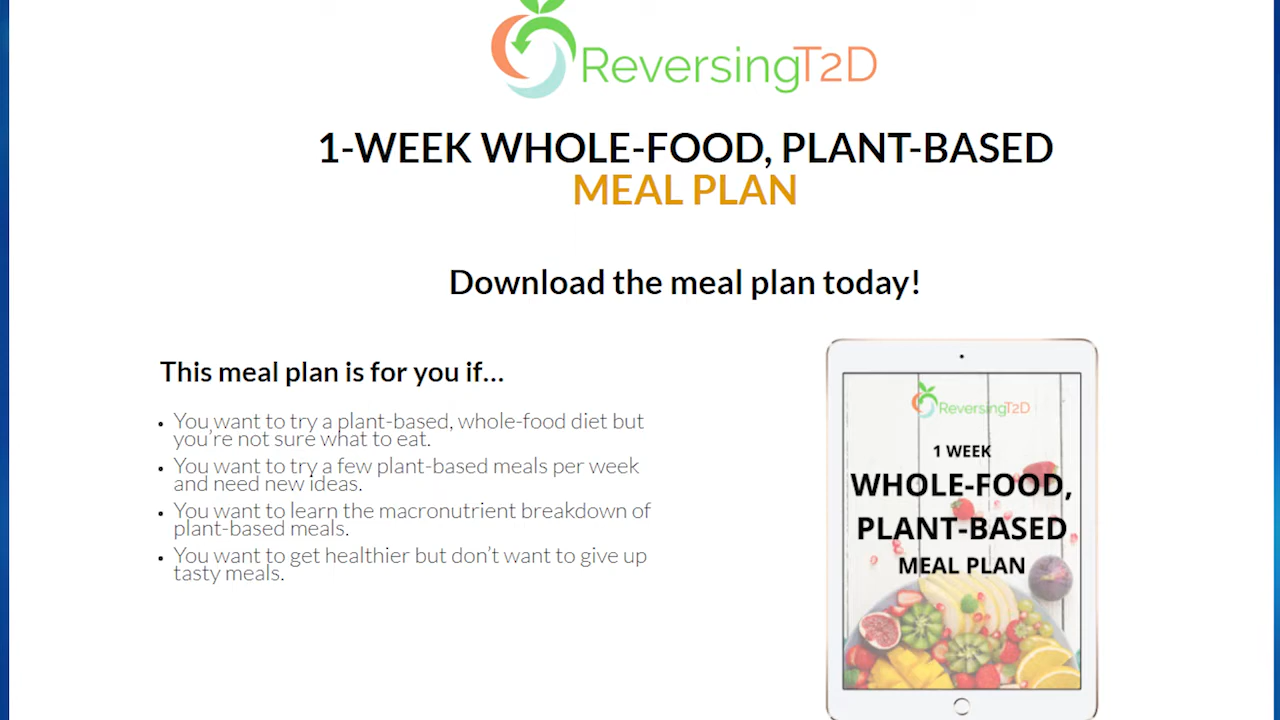 ReversingT2D
1-WEEK WHOLE-FOOD, PLANT-BASED
MEAL PLAN
Download the meal plan today!
This meal plan is for you if...
• You want to try a plant-based, whole-food diet but
you're not sure what to eat.
• You want to try a few plant-based meals per week
and need new ideas.
• You want to learn the macronutrient breakdown of
plant-based meals.
• You want to get healthier but don't want to give up
tasty meals.
ReversingT2D
1 WEEK
WHOLE-FOOD,
PLANT-BASED
MEAL PLAN